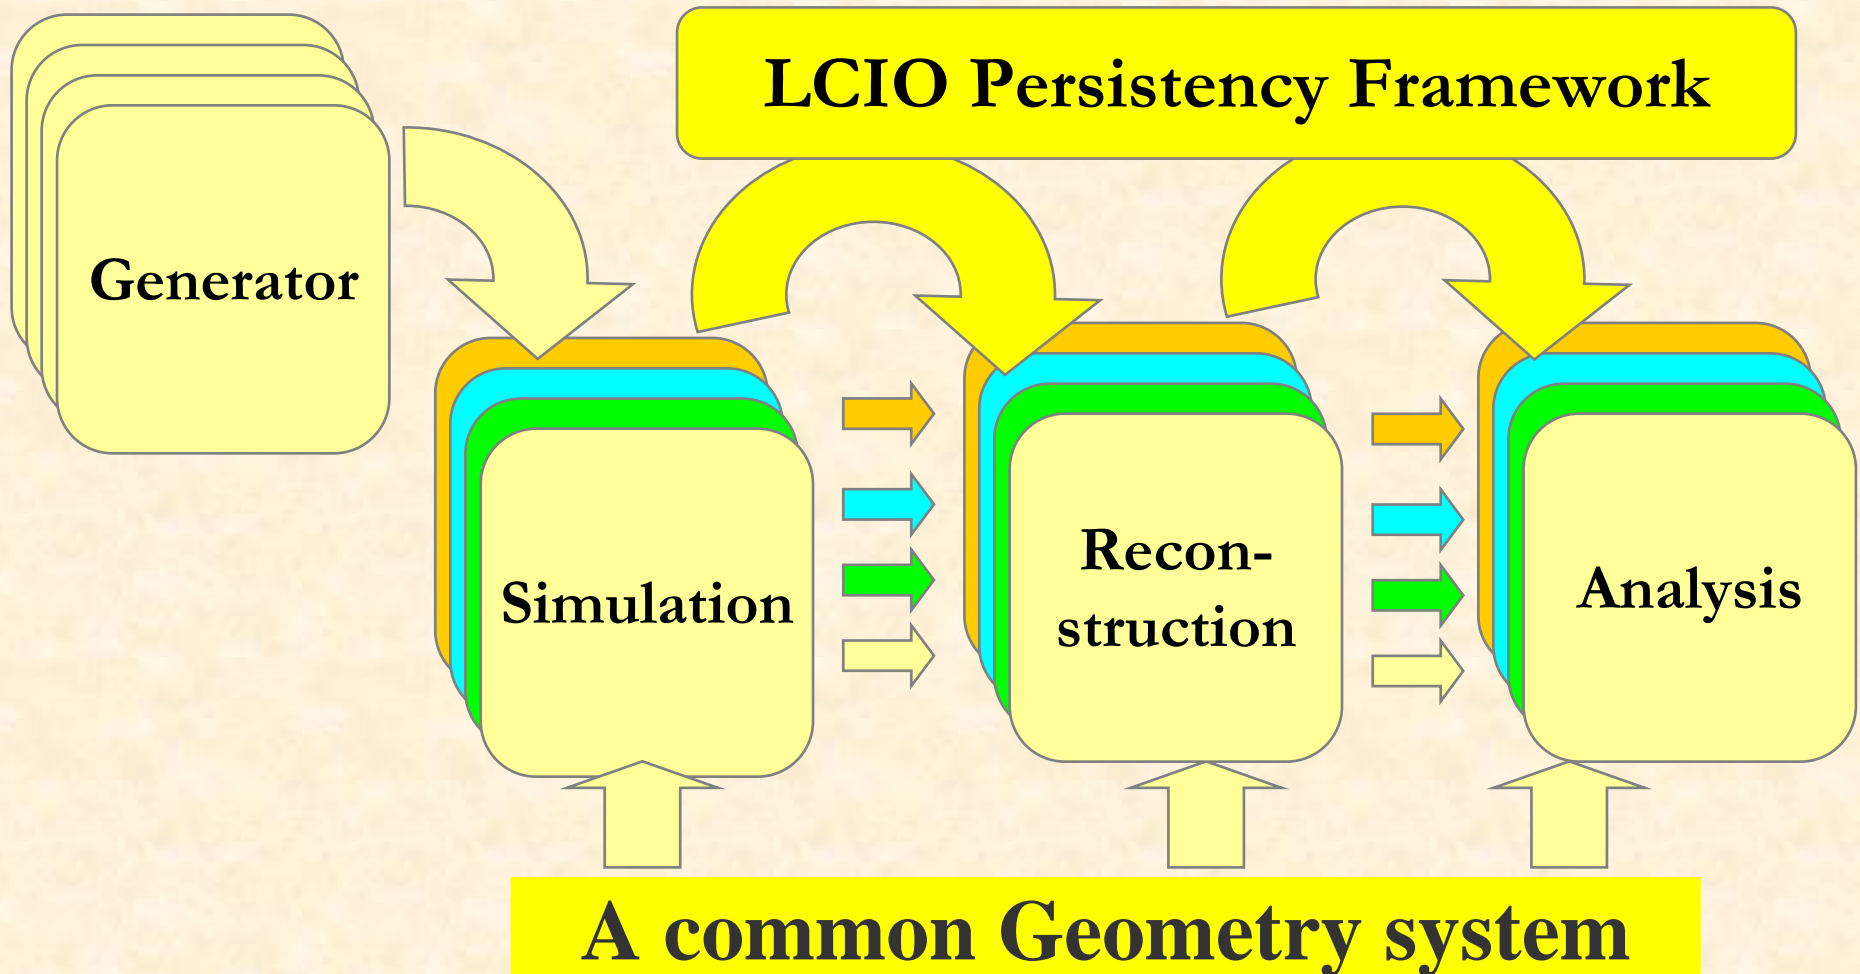 LCIO Persistency Framework
Generator
Simulation
Recon-
struction
Analysis
A common Geometry system